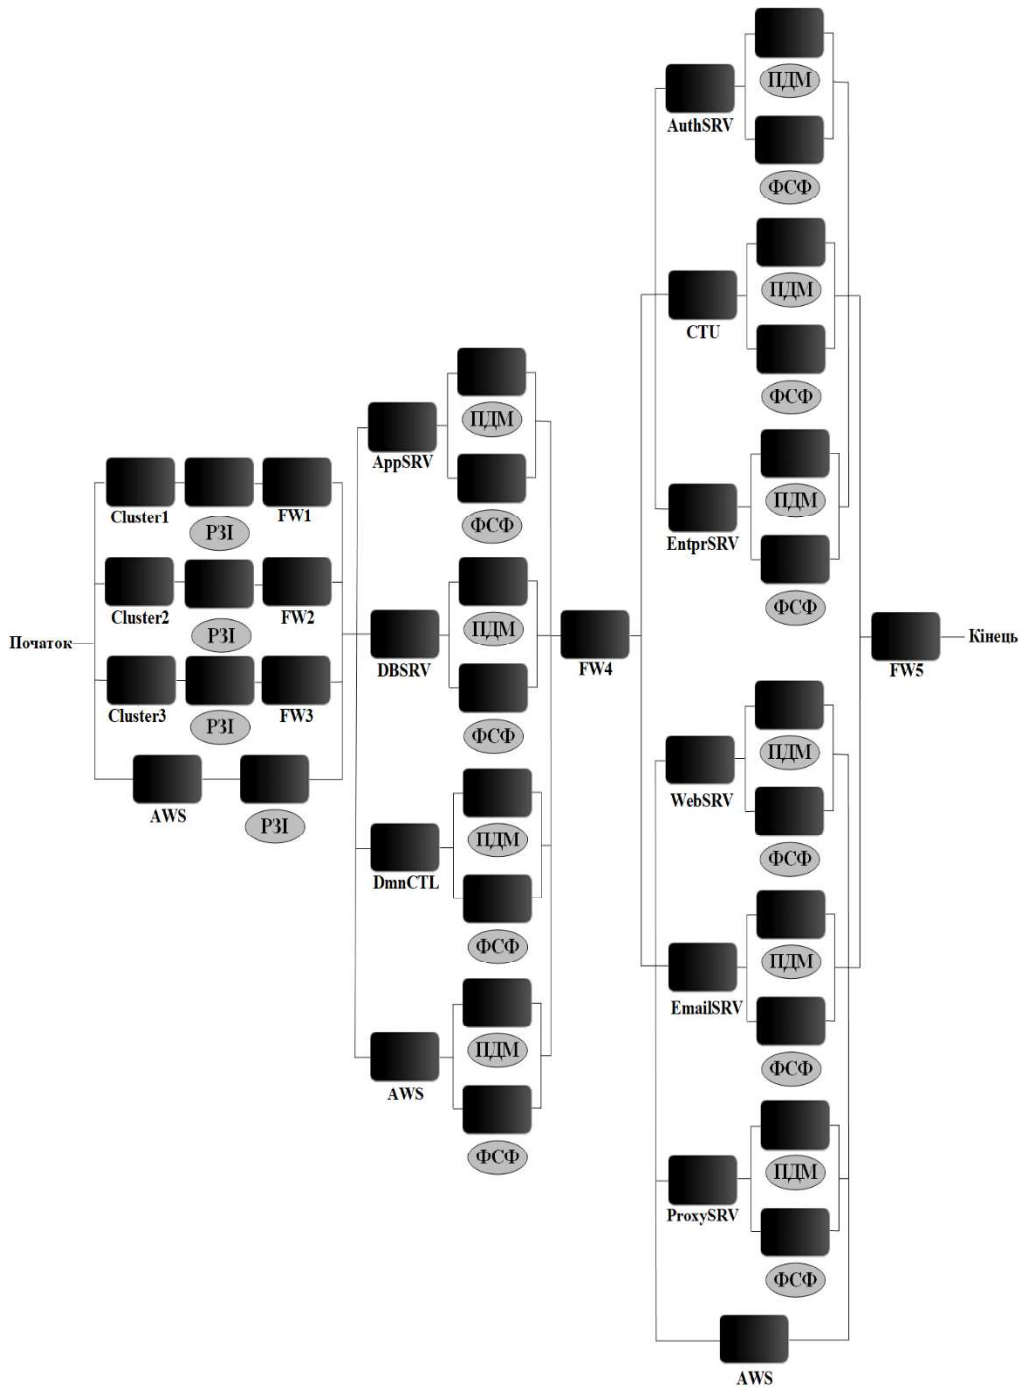 Початок
Cluster1
РЗІ
FW1
Cluster2
РЗІ
FW2
Cluster3
РЗІ
FW3
AWS
РЗІ
AppSRV
ПДМ
ФСФ
DBSRV
ПДМ
ФСФ
DmnCTL
ПДМ
ФСФ
AWS
ПДМ
ФСФ
FW4
AuthSRV
ПДМ
ФСФ
CTU
ПДМ
ФСФ
EntprSRV
ПДМ
ФСФ
WebSRV
ПДМ
ФСФ
EmailSRV
ПДМ
ФСФ
ProxySRV
ПДМ
ФСФ
AWS
FW5
Кінець